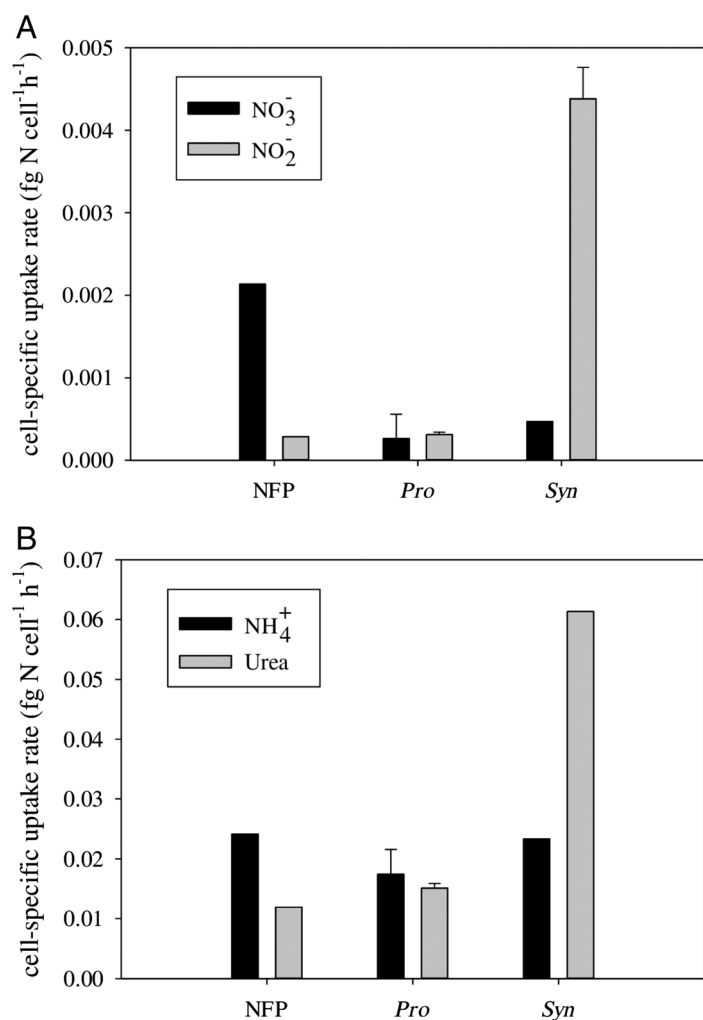 A
cell-specific uptake rate (fg N cell⁻¹h⁻¹)
0.005
0.004
0.003
0.002
0.001
0.000
NO₃⁻
NO₂⁻
NFP Pro Syn
B
cell-specific uptake rate (fg N cell⁻¹ h⁻¹)
0.07
0.06
0.05
0.04
0.03
0.02
0.01
0.00
NH₄⁺
Urea
NFP Pro Syn